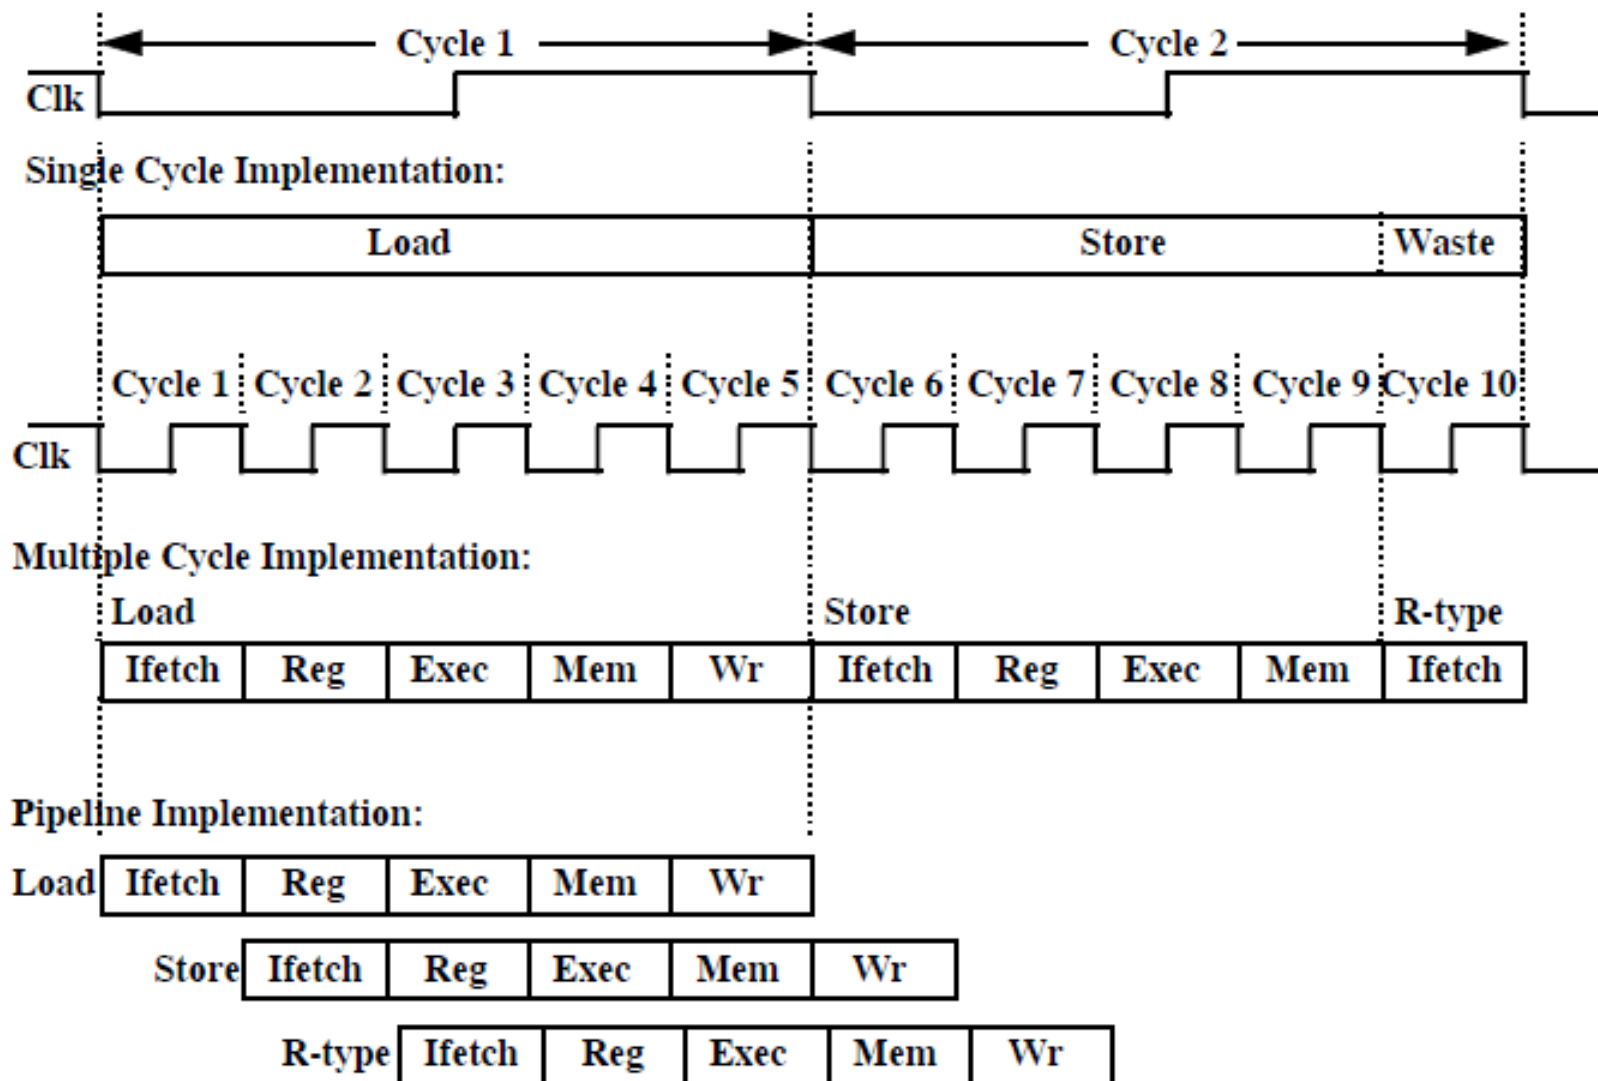 Cycle 1 Cycle 2
Clk
Single Cycle Implementation:
Load Store Waste
Cycle 1 Cycle 2 Cycle 3 Cycle 4 Cycle 5 Cycle 6 Cycle 7 Cycle 8 Cycle 9 Cycle 10
Clk
Multiple Cycle Implementation:
Load Store R-type
Ifetch Reg Exec Mem Wr Ifetch Reg Exec Mem Ifetch
Pipeline Implementation:
Load Ifetch Reg Exec Mem Wr
Store Ifetch Reg Exec Mem Wr
R-type Ifetch Reg Exec Mem Wr